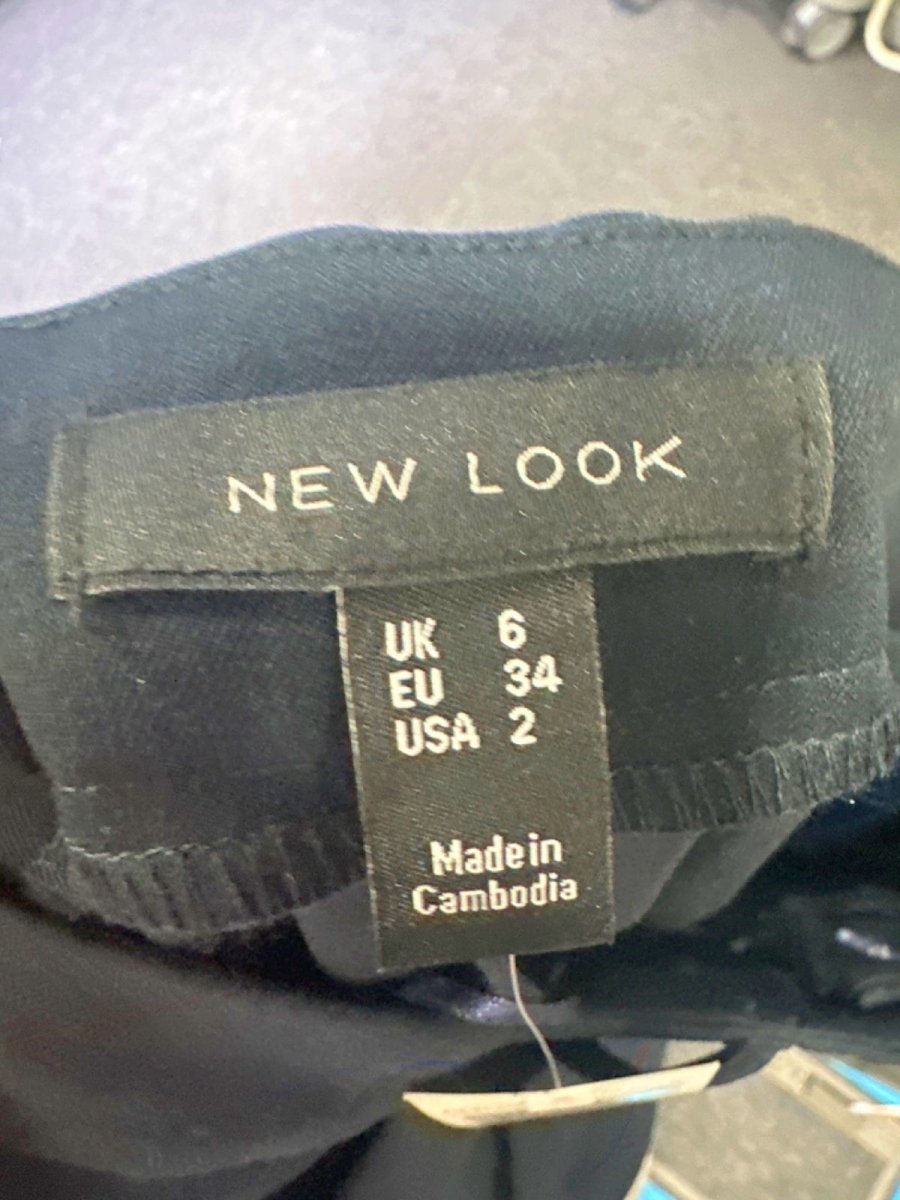 NEW LOOK
UK 6
EU 34
USA 2
Made in
Cambodia